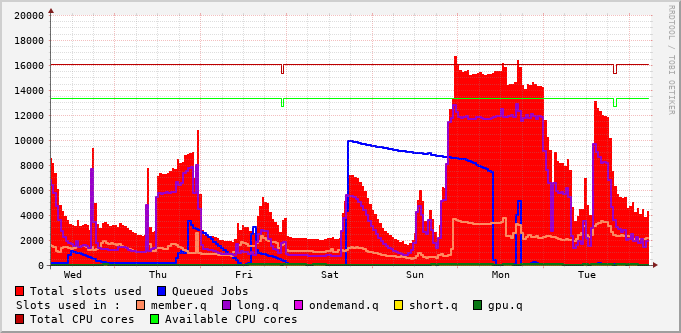 20000
18000
16000
14000
12000
10000
8000
6000
4000
2000
0
Wed Thu Fri Sat Sun Mon Tue
Total slots used Queued Jobs
Slots used in : member.q long.q ondemand.q short.q gpu.q
Total CPU cores Available CPU cores
RRDTOOL / TOBI OETIKER